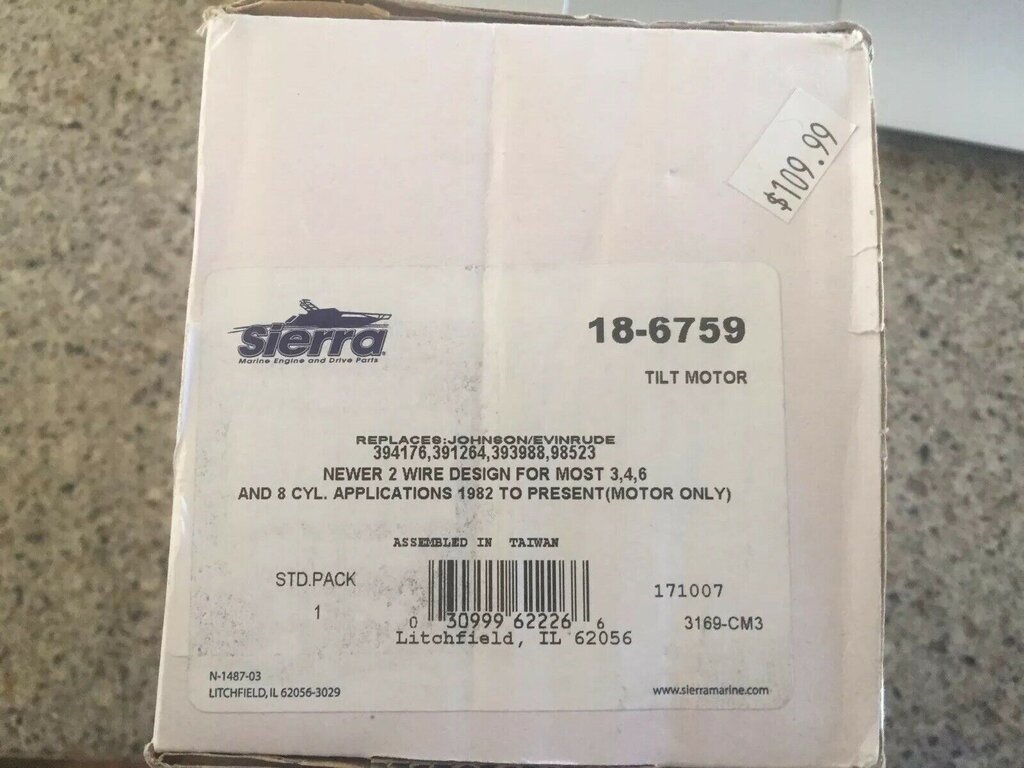 $109.99
Sierra
Marine Engine and Drive Parts
18-6759
TILT MOTOR
REPLACES:JOHNSON/EVINRUDE
394176,391264,393988,98523
NEWER 2 WIRE DESIGN FOR MOST 3,4,6
AND 8 CYL. APPLICATIONS 1982 TO PRESENT(MOTOR ONLY)
ASSEMBLED IN TAIWAN
STD.PACK
1
0 30999 62226 6
Litchfield, IL 62056
171007
3169-CM3
N-1487-03
LITCHFIELD, IL 62056-3029
www.sierramarine.com